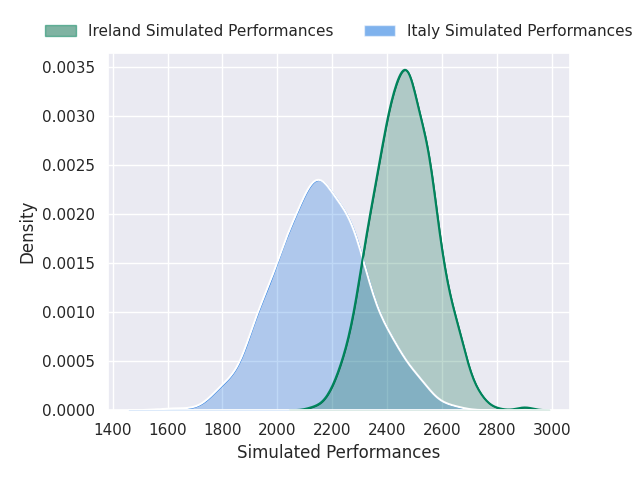 Ireland Simulated Performances Italy Simulated Performances
0.0035
0.0030
0.0025
0.0020
0.0015
0.0010
0.0005
0.0000
Density
1400 1600 1800 2000 2200 2400 2600 2800 3000
Simulated Performances